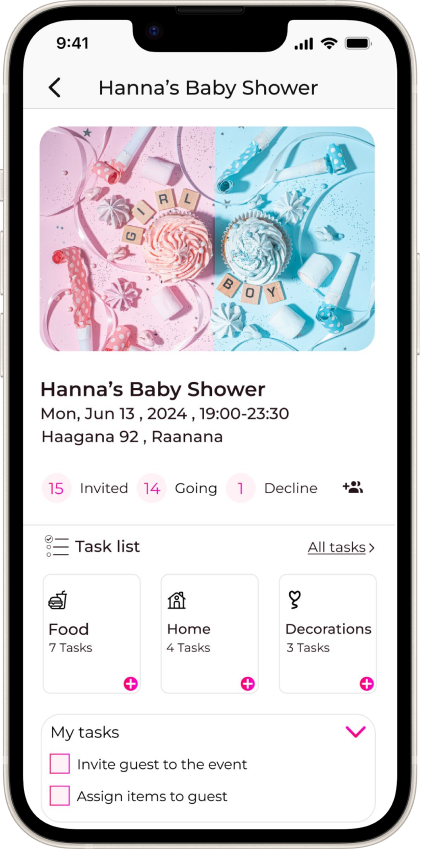 9:41
Hanna’s Baby Shower
GIRL
BOY
Hanna’s Baby Shower
Mon, Jun 13 , 2024 , 19:00-23:30
Haagana 92 , Raanana
15 Invited 14 Going 1 Decline
Task list All tasks
Food Home Decorations
7 Tasks 4 Tasks 3 Tasks
My tasks
Invite guest to the event
Assign items to guest